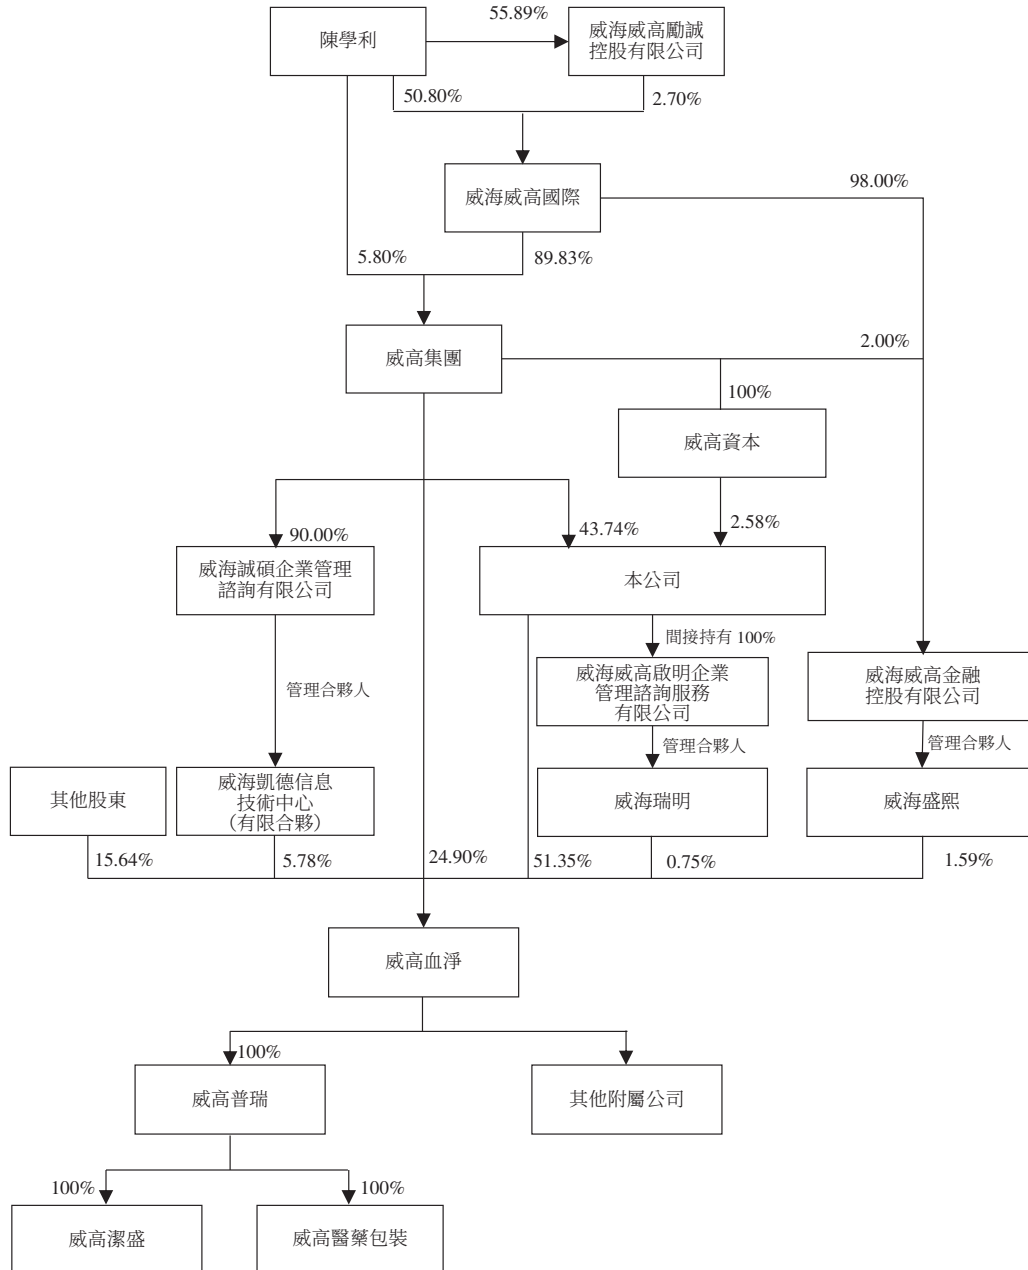 55.89%
陳學利
威海威高勵誠
控股有限公司
50.80%
2.70%
威海威高國際
98.00%
5.80%
89.83%
威高集團
2.00%
100%
威高資本
90.00%
43.74%
2.58%
威海誠碩企業管理
諮詢有限公司
本公司
間接持有 100%
管理合夥人
威海威高啟明企業
管理諮詢服務
有限公司
威海威高金融
控股有限公司
管理合夥人
管理合夥人
其他股東
威海凱德信息
技術中心
（有限合夥）
威海瑞明
威海盛熙
15.64%
5.78%
24.90%
51.35%
0.75%
1.59%
威高血淨
100%
威高普瑞
其他附屬公司
100%
100%
威高潔盛
威高醫藥包裝